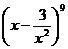 (x - 3/x²)⁹